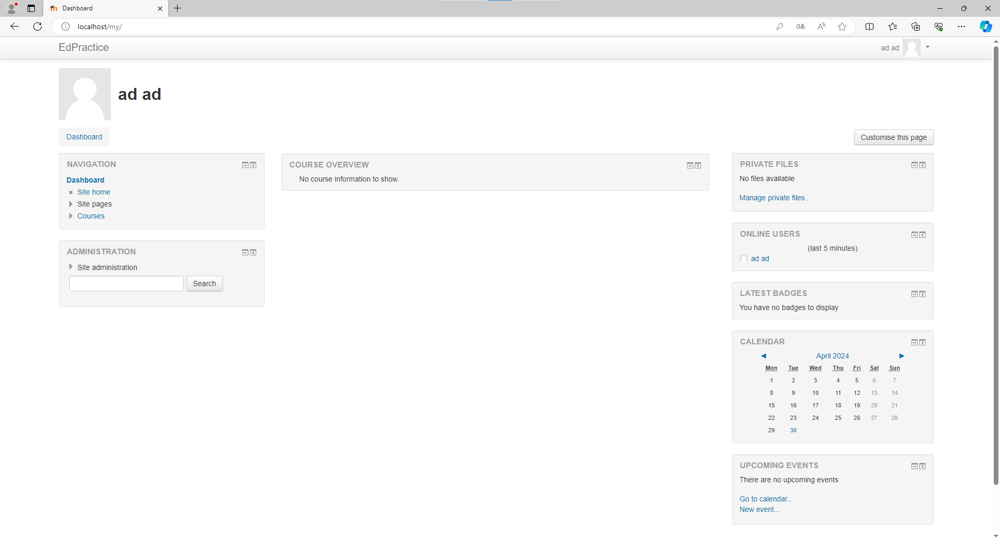 Dashboard
localhost/my/
EdPractice
ad ad
ad ad
Dashboard
Customise this page
NAVIGATION
Dashboard
Site home
Site pages
Courses
ADMINISTRATION
Site administration
Search
COURSE OVERVIEW
No course information to show.
PRIVATE FILES
No files available
Manage private files...
ONLINE USERS
(last 5 minutes)
ad ad
LATEST BADGES
You have no badges to display
CALENDAR
◀ April 2024 ▶
Mon Tue Wed Thu Fri Sat Sun
1 2 3 4 5 6 7
8 9 10 11 12 13 14
15 16 17 18 19 20 21
22 23 24 25 26 27 28
29 30
UPCOMING EVENTS
There are no upcoming events
Go to calendar...
New event...